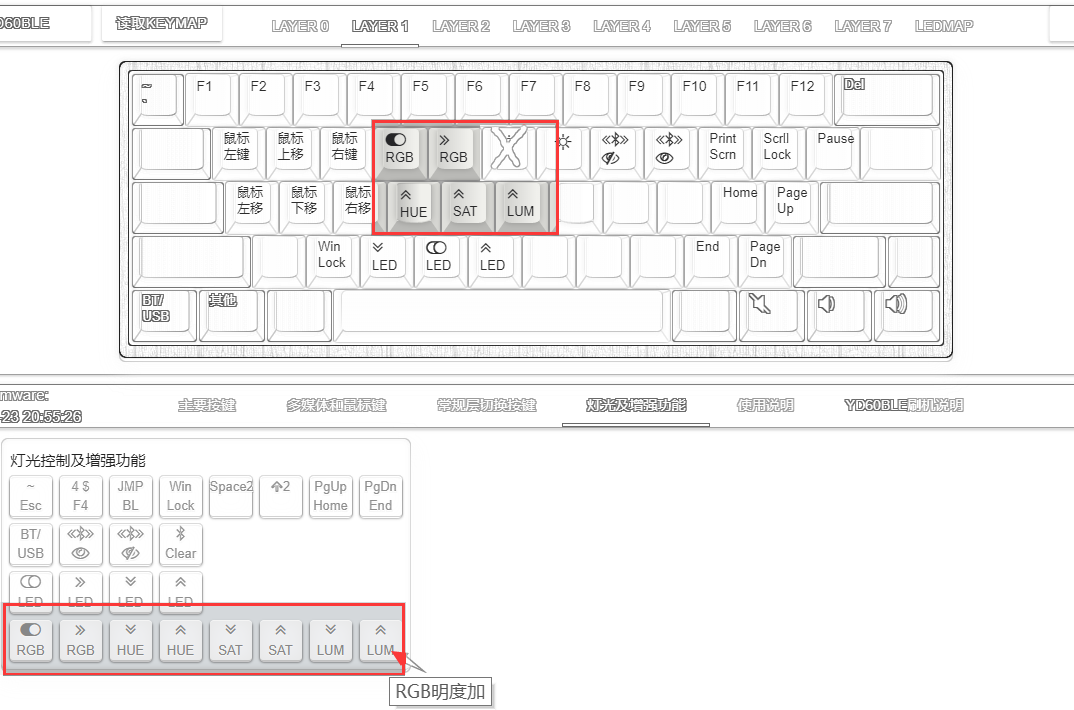 YD60BLE 读取KEYMAP LAYER 0 LAYER 1 LAYER 2 LAYER 3 LAYER 4 LAYER 5 LAYER 6 LAYER 7 LEDMAP
~ ` F1 F2 F3 F4 F5 F6 F7 F8 F9 F10 F11 F12 Del
鼠标 鼠标 鼠标 Print Scrll Pause
左键 上移 右键 RGB RGB Scrn Lock
鼠标 鼠标 鼠标 Home Page
左移 下移 右移 HUE SAT LUM Up
Win End Page
Lock LED LED LED Dn
BT/ 其他
USB
mware:
-23 20:55:26 主要按键 多媒体和鼠标键 常规层切换按键 灯光及增强功能 使用说明 YD60BLE刷机说明
灯光控制及增强功能
~ 4 $ JMP Win Space2 2 PgUp PgDn
Esc F4 BL Lock Home End
BT/
USB Clear
LED LED LED LED
RGB RGB HUE HUE SAT SAT LUM LUM
RGB明度加